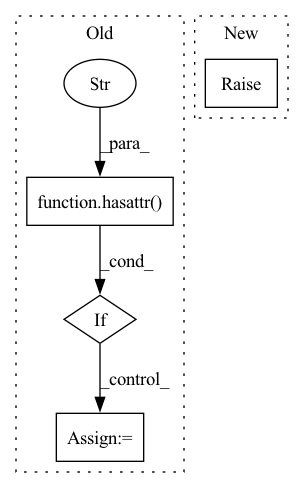 Old
New
Str
Raise
_para_
function.hasattr()
_cond_
If
_control_
Assign:=